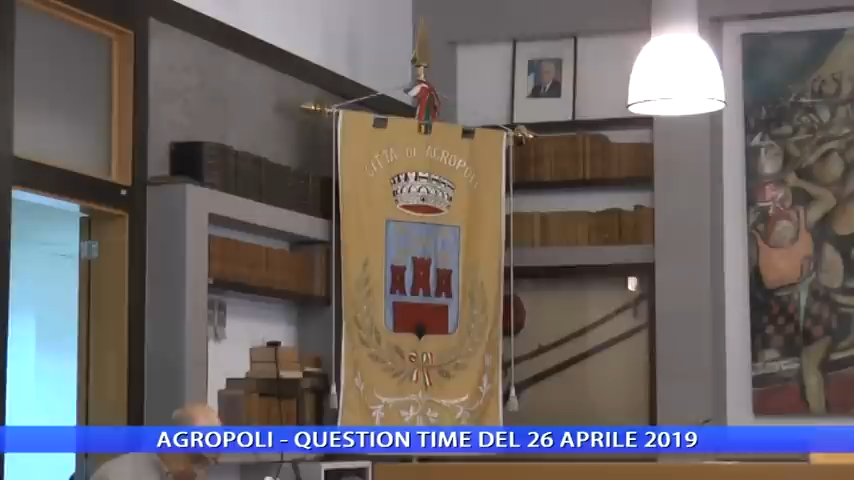 CITTÀ DI AGROPOLI
AGROPOLI - QUESTION TIME DEL 26 APRILE 2019